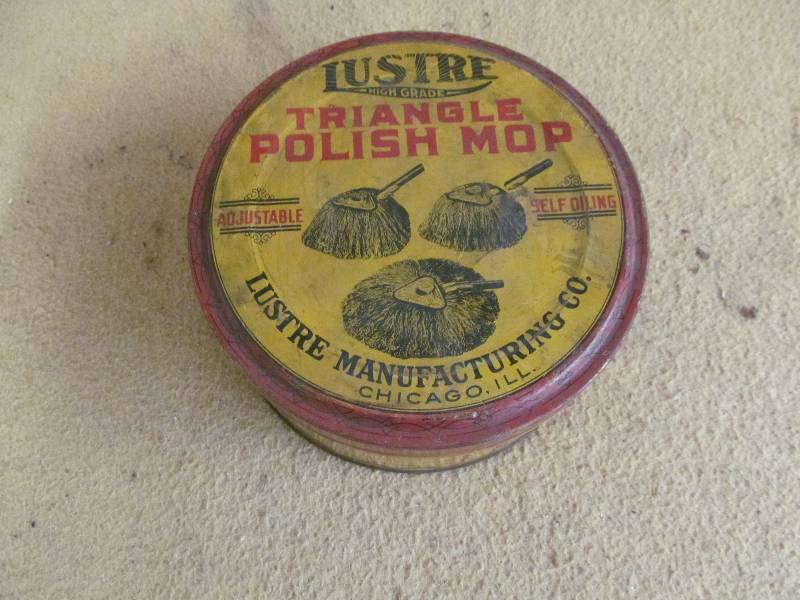 LUSTRE
HIGH GRADE
TRIANGLE
POLISH MOP
ADJUSTABLE
SELF OILING
LUSTRE MANUFACTURING CO.
CHICAGO, ILL.